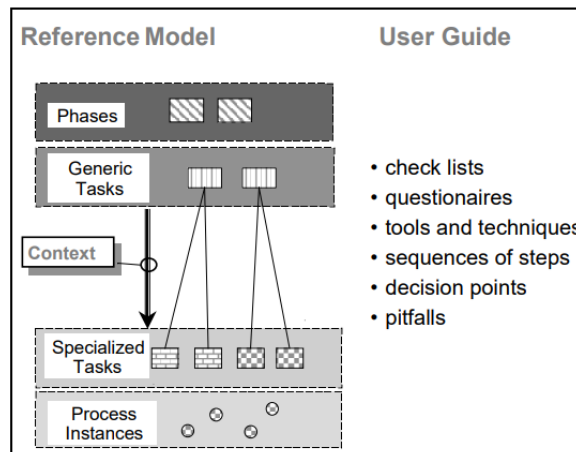 Reference Model
User Guide
Phases
Generic
Tasks
Context
Specialized
Tasks
Process
Instances
• check lists
• questionaires
• tools and techniques
• sequences of steps
• decision points
• pitfalls